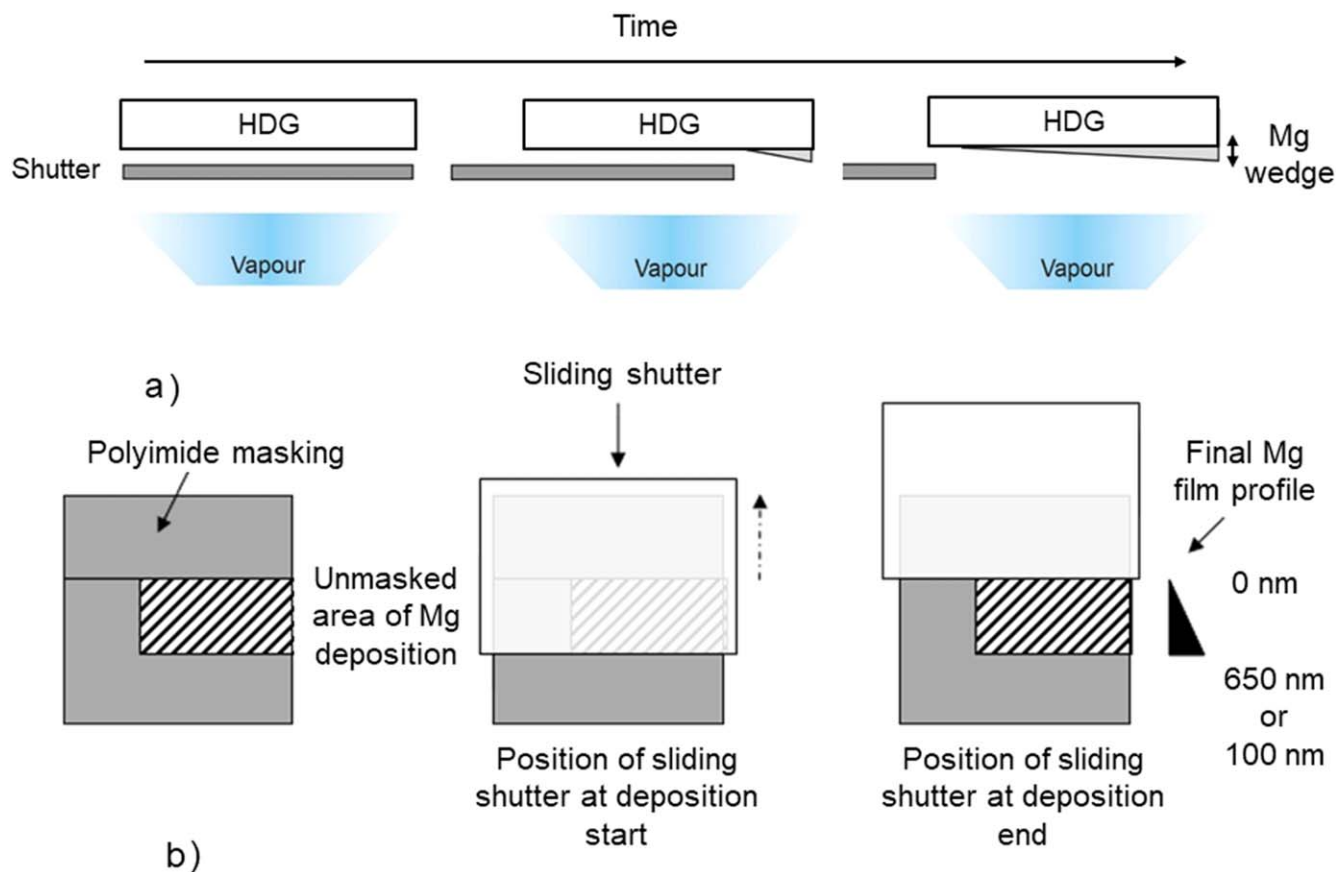 Time
HDG
HDG
HDG
Shutter
Mg
wedge
Vapour
Vapour
Vapour
a)
Sliding shutter
Polyimide masking
Final Mg
film profile
Unmasked
area of Mg
deposition
0 nm
650 nm
or
100 nm
Position of sliding
shutter at deposition
start
Position of sliding
shutter at deposition
end
b)